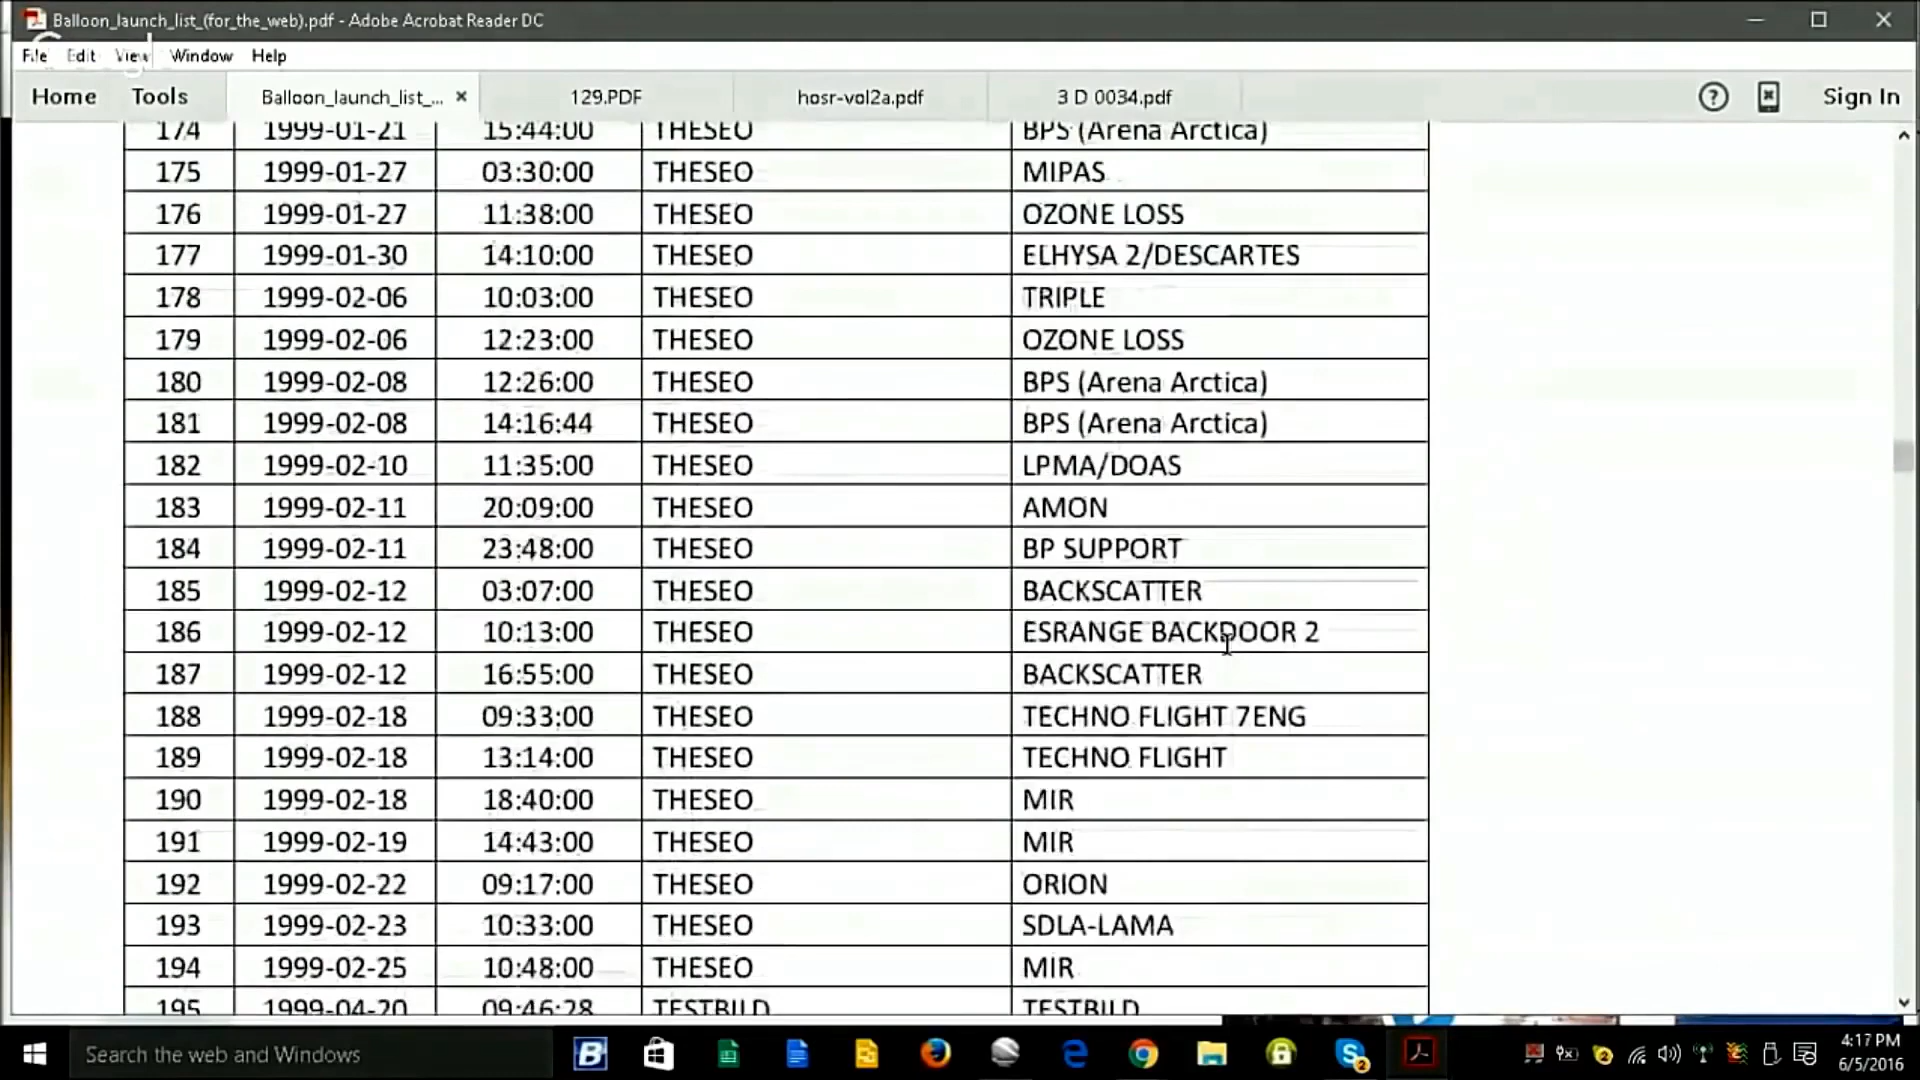 Balloon_launch_list_(for_the_web).pdf - Adobe Acrobat Reader DC
File Edit View Window Help
Home Tools Balloon_launch_list_... 129.PDF hosr-vol2a.pdf 3 D 0034.pdf Sign In
174 1999-01-21 15:44:00 THESEO BPS (Arena Arctica)
175 1999-01-27 03:30:00 THESEO MIPAS
176 1999-01-27 11:38:00 THESEO OZONE LOSS
177 1999-01-30 14:10:00 THESEO ELHYSA 2/DESCARTES
178 1999-02-06 10:03:00 THESEO TRIPLE
179 1999-02-06 12:23:00 THESEO OZONE LOSS
180 1999-02-08 12:26:00 THESEO BPS (Arena Arctica)
181 1999-02-08 14:16:44 THESEO BPS (Arena Arctica)
182 1999-02-10 11:35:00 THESEO LPMA/DOAS
183 1999-02-11 20:09:00 THESEO AMON
184 1999-02-11 23:48:00 THESEO BP SUPPORT
185 1999-02-12 03:07:00 THESEO BACKSCATTER
186 1999-02-12 10:13:00 THESEO ESRANGE BACKDOOR 2
187 1999-02-12 16:55:00 THESEO BACKSCATTER
188 1999-02-18 09:33:00 THESEO TECHNO FLIGHT 7ENG
189 1999-02-18 13:14:00 THESEO TECHNO FLIGHT
190 1999-02-18 18:40:00 THESEO MIR
191 1999-02-19 14:43:00 THESEO MIR
192 1999-02-22 09:17:00 THESEO ORION
193 1999-02-23 10:33:00 THESEO SDLA-LAMA
194 1999-02-25 10:48:00 THESEO MIR
195 1999-04-20 09:46:28 TESTBILD TESTBILD
Search the web and Windows
4:17 PM
6/5/2016